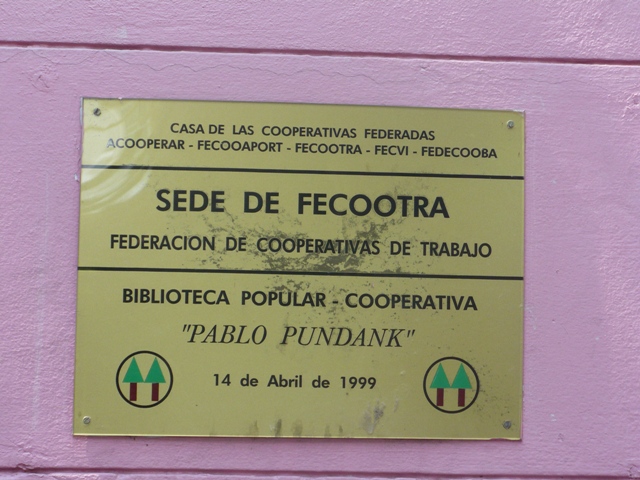 CASA DE LAS COOPERATIVAS FEDERADAS
ACOOPERAR - FECOOAPORT - FECOOTRA - FECVI - FEDECOOBA
SEDE DE FECOOTRA
FEDERACION DE COOPERATIVAS DE TRABAJO
BIBLIOTECA POPULAR - COOPERATIVA
"PABLO PUNDANK"
14 de Abril de 1999